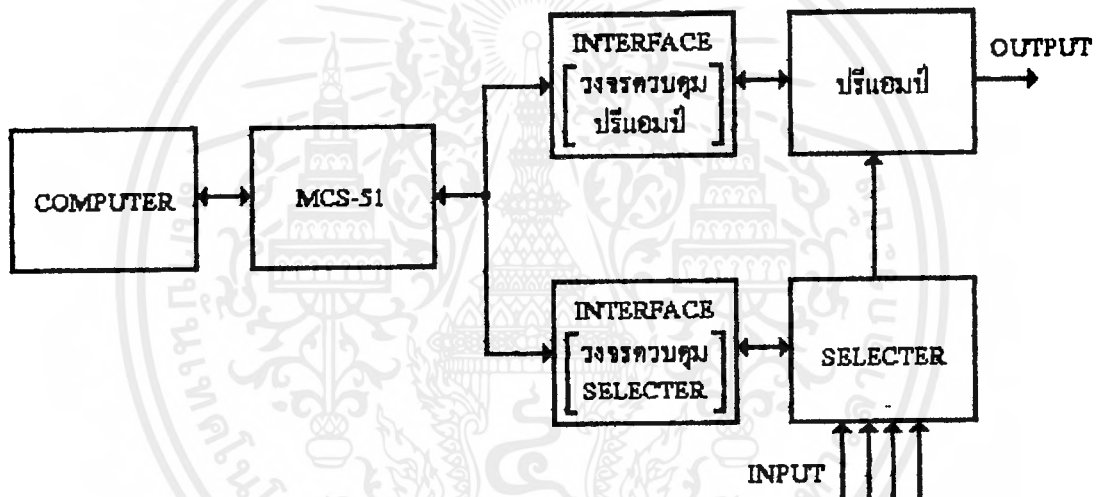 INTERFACE
วงจรควบคุม
ปรีแอมป์
ปรีแอมป์
OUTPUT
COMPUTER
MCS-51
INTERFACE
วงจรควบคุม
SELECTER
SELECTER
INPUT